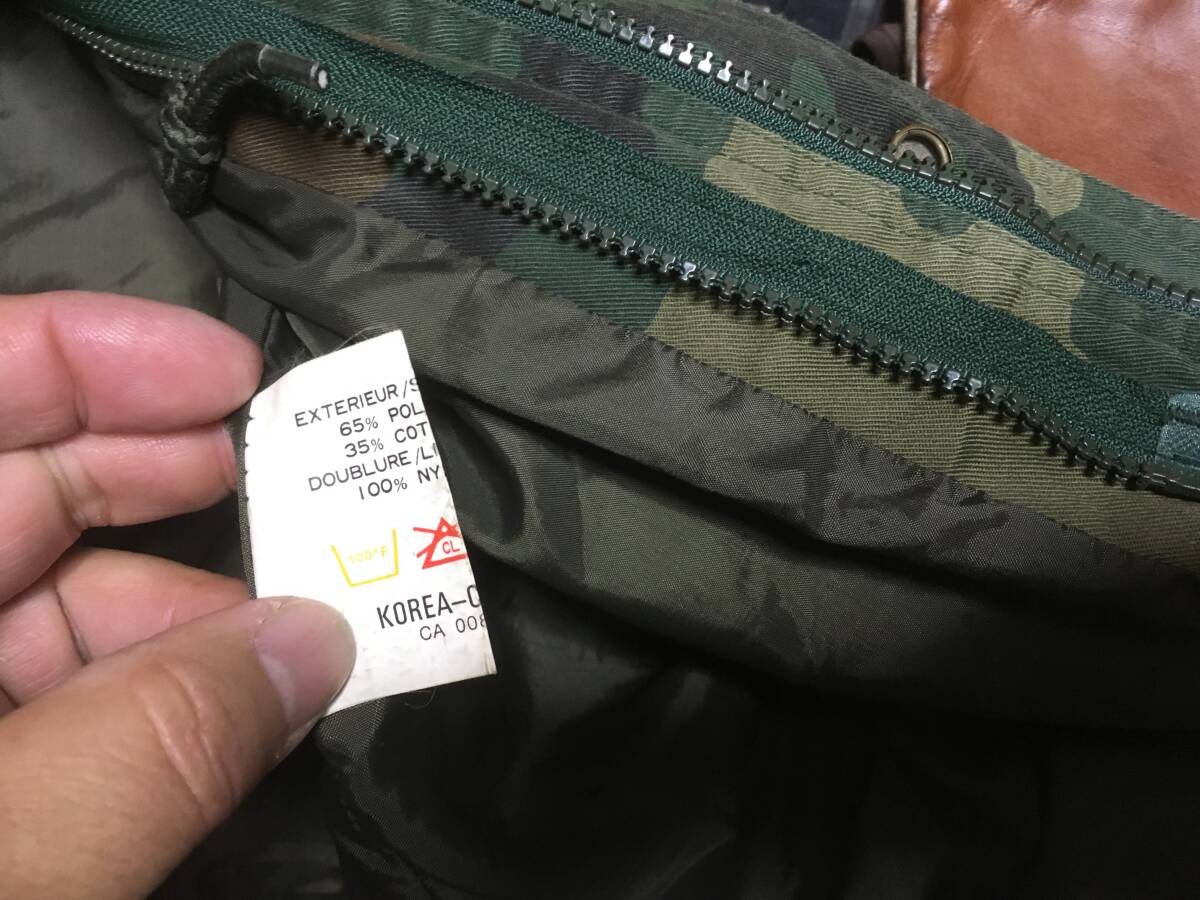 EXTERIEUR/S
65% POL
35% COT
DOUBLURE/LI
100% NY
100°F
CL
KOREA-C
CA 008